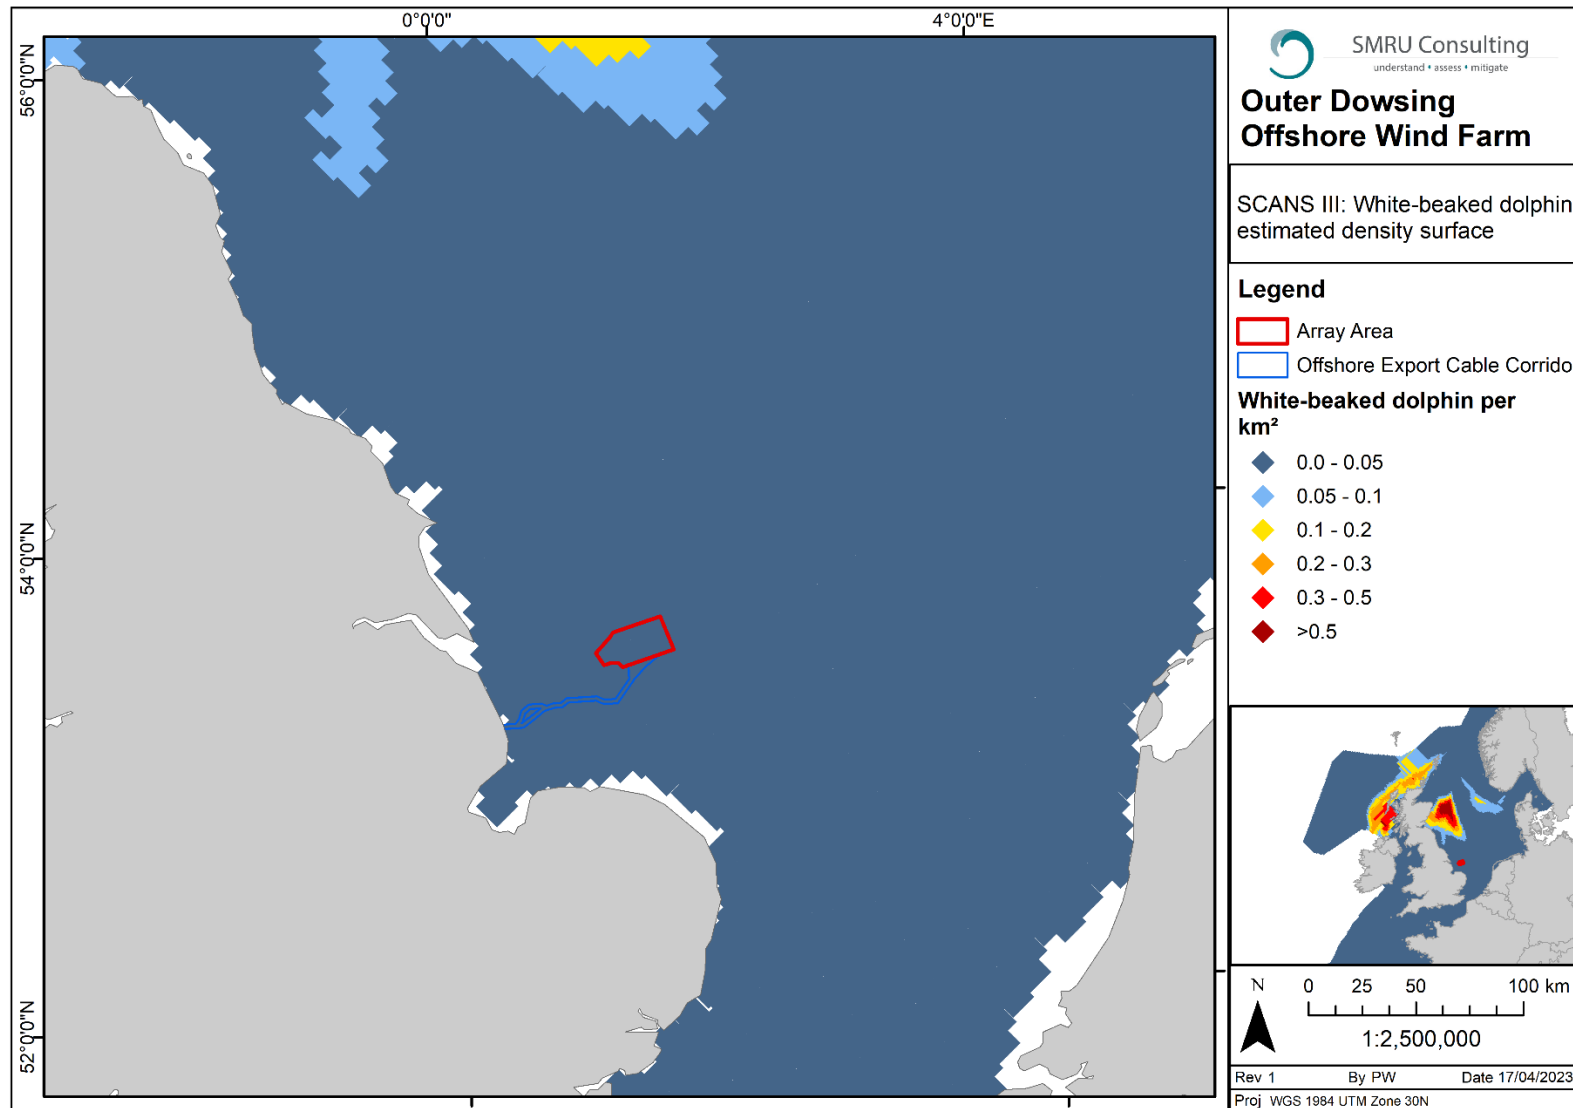 0°0'0"
4°0'0"E
56°0'0"N
54°0'0"N
52°0'0"N
SMRU Consulting
understand • assess • mitigate
Outer Dowsing
Offshore Wind Farm
SCANS III: White-beaked dolphin
estimated density surface
Legend
Array Area
Offshore Export Cable Corrido
White-beaked dolphin per
km²
0.0 - 0.05
0.05 - 0.1
0.1 - 0.2
0.2 - 0.3
0.3 - 0.5
>0.5
N
0 25 50 100 km
1:2,500,000
Rev 1 By PW Date 17/04/2023
Proj WGS 1984 UTM Zone 30N